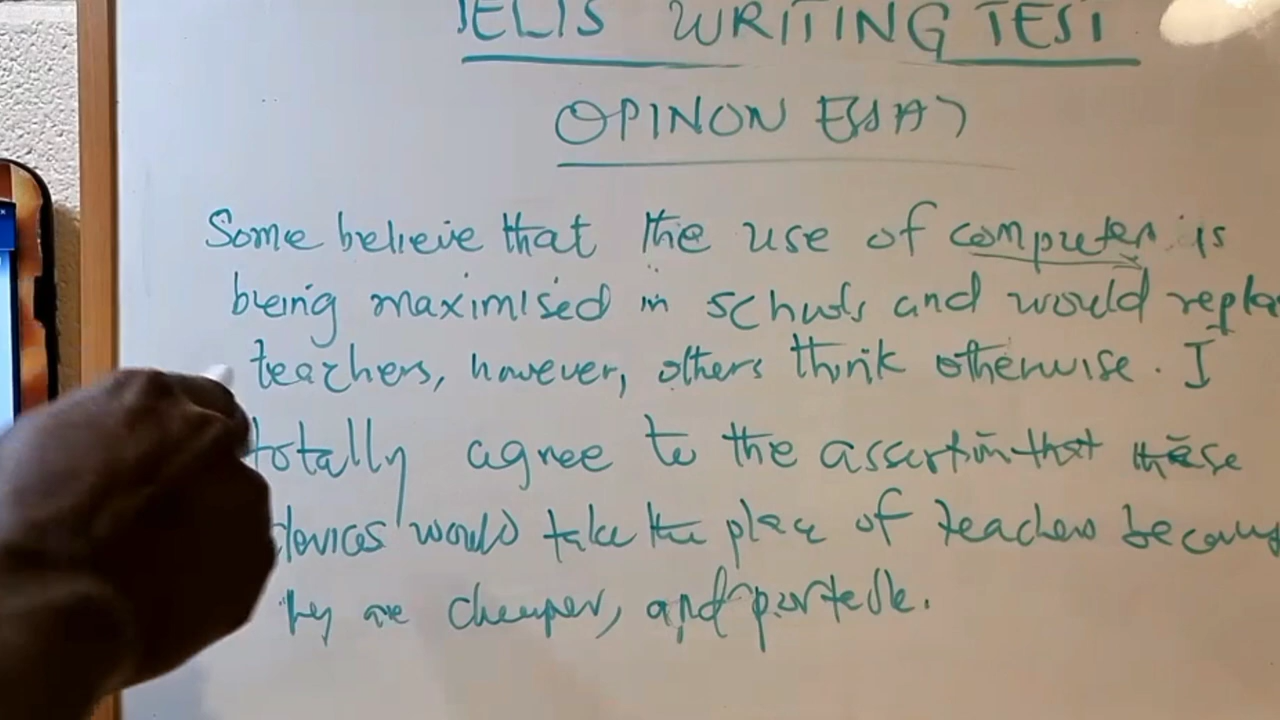 IELTS WRITING TEST
OPINON ESSAY
Some believe that the use of computer is
being maximised in schools and would repla
teachers, however, others think otherwise. I
totally agree to the assertion that these
devices would take the place of teachers because
are cheaper, and portable.